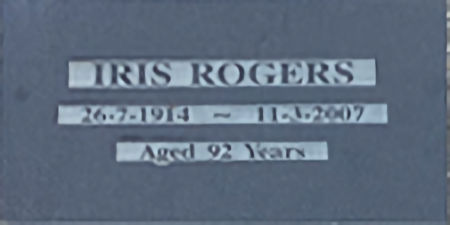 IRIS ROGERS
26-7-1914 ~ 11-3-2007
Aged 92 Years